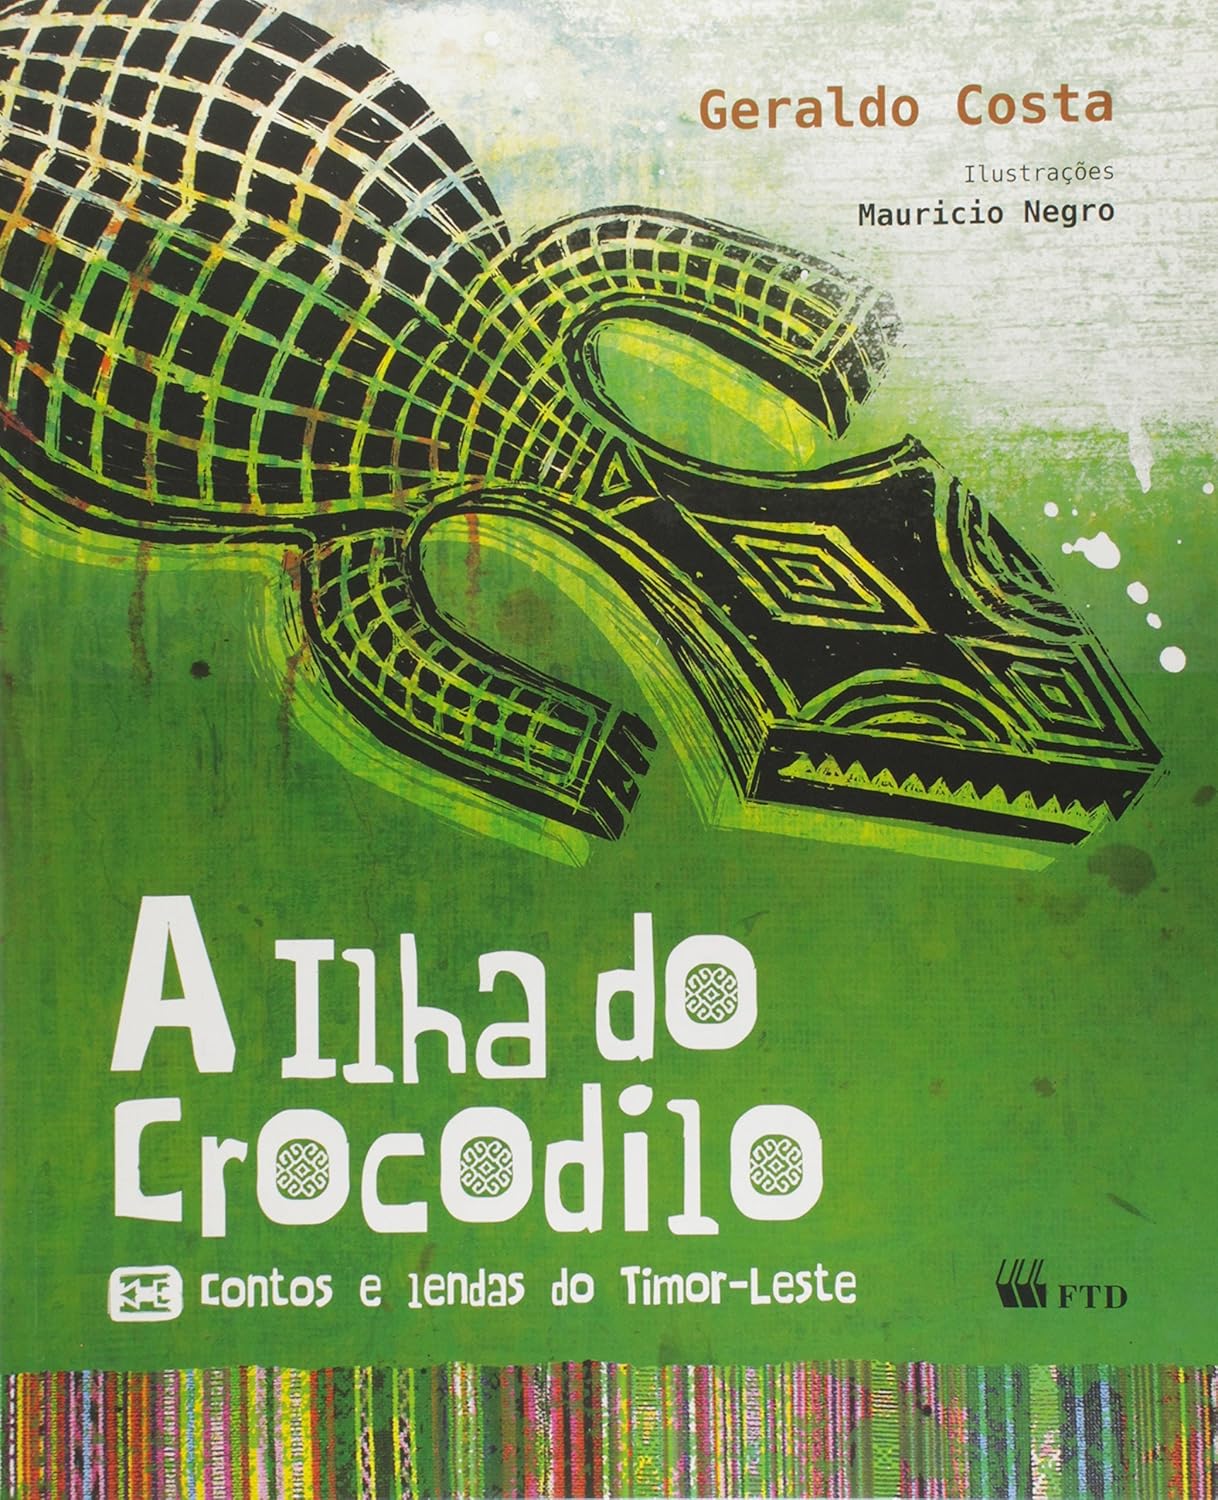 Geraldo Costa
Ilustrações
Mauricio Negro
A Ilha do
Crocodilo
contos e lendas do Timor-Leste
FTD